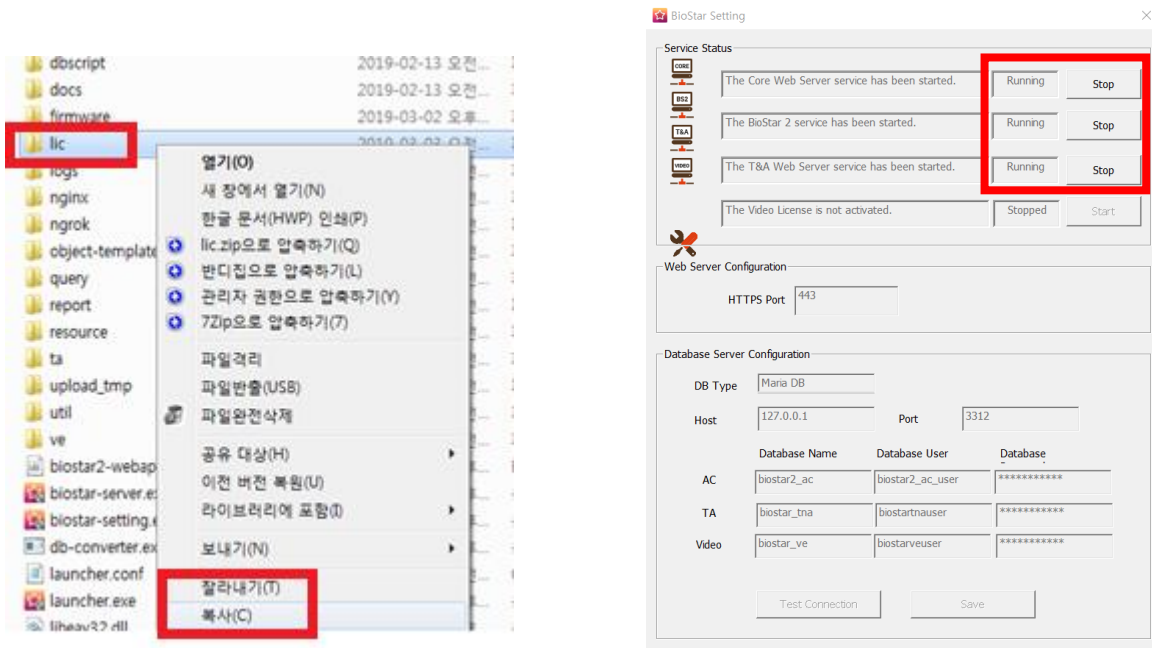 dbscript 2019-02-13 오전...
docs 2019-02-13 오전...
firmware 2019-03-02 오후...
lic 2019-03-02 오전...
logs
nginx
ngrok
object-template
query
report
resource
ta
upload_tmp
util
ve
biostar2-webap
biostar-server.e
biostar-setting.e
db-converter.ex
launcher.conf
launcher.exe
libeay32.dll
열기(O)
새 창에서 열기(N)
한글 문서(HWP) 인쇄(P)
lic.zip으로 압축하기(Q)
반디집으로 압축하기(L)
관리자 권한으로 압축하기(Y)
7Zip으로 압축하기(7)
파일격리
파일반출(USB)
파일완전삭제
공유 대상(H)
이전 버전 복원(U)
라이브러리에 포함(I)
보내기(N)
잘라내기(T)
복사(C)
BioStar Setting
Service Status
CORE
The Core Web Server service has been started. Running Stop
BS2
The BioStar 2 service has been started. Running Stop
T&A
The T&A Web Server service has been started. Running Stop
VIDEO
The Video License is not activated. Stopped Start
Web Server Configuration
HTTPS Port 443
Database Server Configuration
DB Type Maria DB
Host 127.0.0.1 Port 3312
Database Name Database User Database
AC biostar2_ac biostar2_ac_user ***********
TA biostar_tna biostartnauser ***********
Video biostar_ve biostarveuser ***********
Test Connection Save